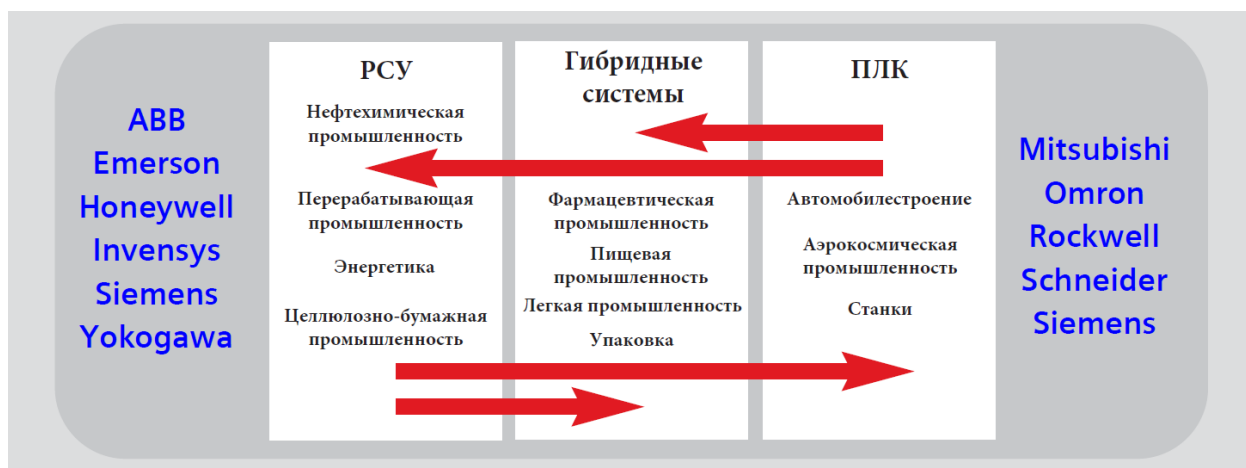 ABB
Emerson
Honeywell
Invensys
Siemens
Yokogawa
РСУ
Нефтехимическая
промышленность
Перерабатывающая
промышленность
Энергетика
Целлюлозно-бумажная
промышленность
Гибридные
системы
Фармацевтическая
промышленность
Пищевая
промышленность
Легкая промышленность
Упаковка
ПЛК
Автомобилестроение
Аэрокосмическая
промышленность
Станки
Mitsubishi
Omron
Rockwell
Schneider
Siemens